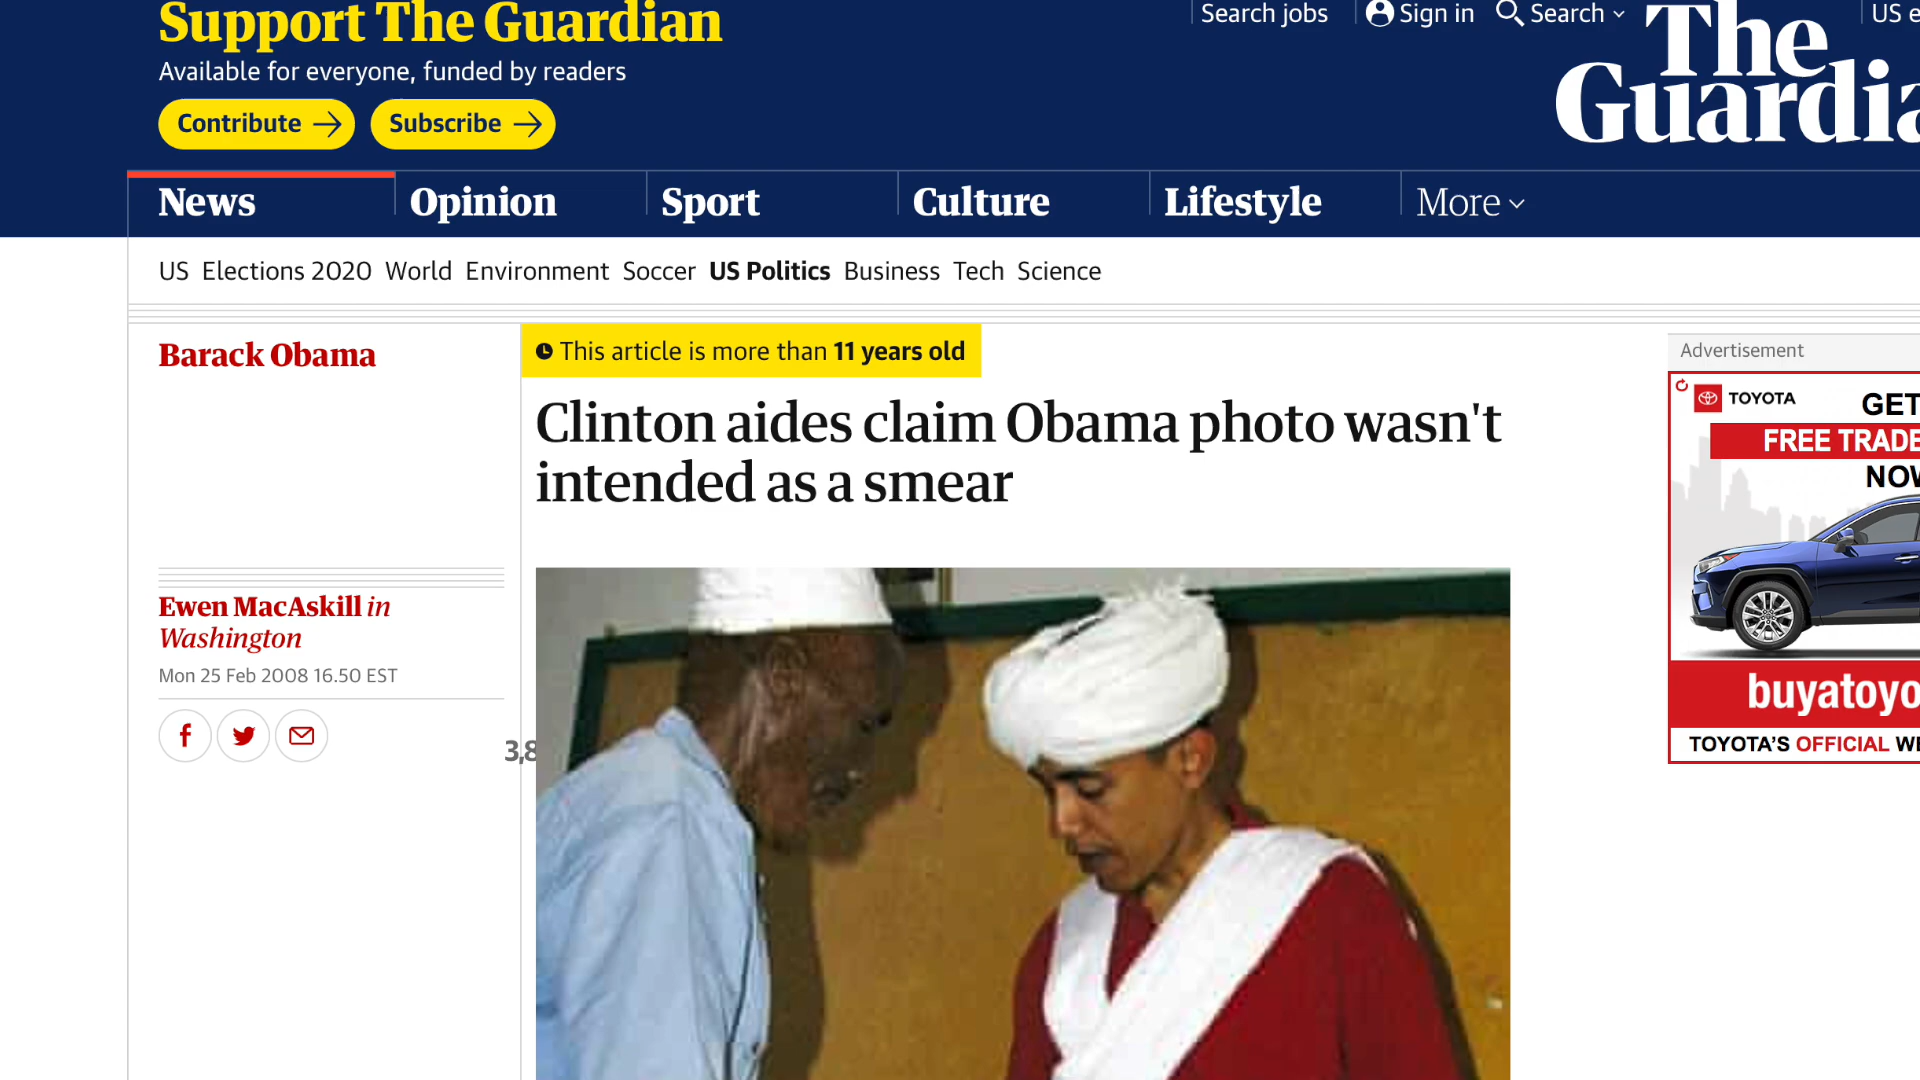 Support The Guardian
Available for everyone, funded by readers
Contribute
Subscribe
Search jobs
Sign in
Search
US
The
News
Opinion
Sport
Culture
Lifestyle
More
US Elections 2020 World Environment Soccer US Politics Business Tech Science
Barack Obama
This article is more than 11 years old
Clinton aides claim Obama photo wasn't
intended as a smear
Ewen MacAskill in
Washington
Mon 25 Feb 2008 16.50 EST
3,8
Advertisement
TOYOTA
GET
FREE TRADE
TOYOTA'S OFFICIAL